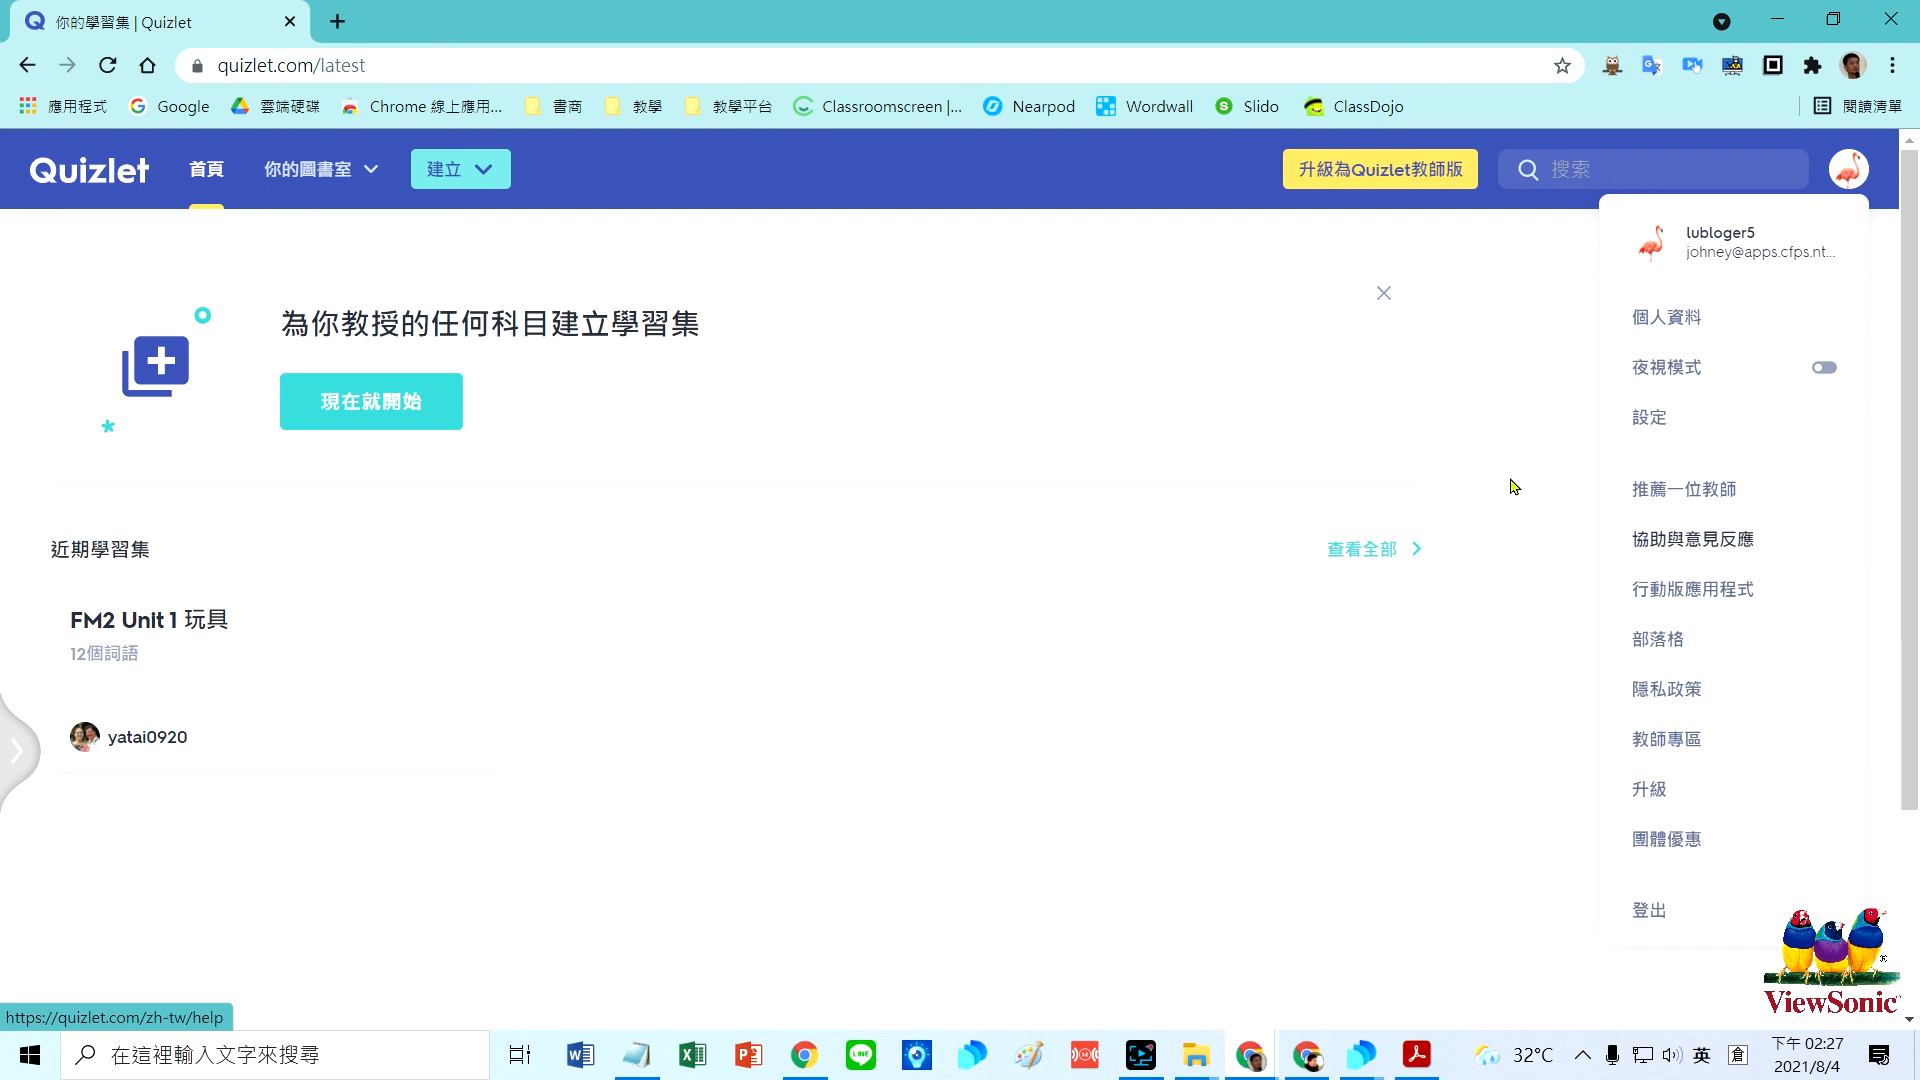 你的學習集 | Quizlet
quizlet.com/latest
應用程式
Google
雲端硬碟
Chrome 線上應用...
書商
教學
教學平台
Classroomscreen |...
Nearpod
Wordwall
Slido
ClassDojo
閱讀清單
Quizlet
首頁
你的圖書室
建立
升級為Quizlet教師版
搜索
lubloger5
johney@apps.cfps.nt...
個人資料
夜視模式
設定
推薦一位教師
協助與意見反應
行動版應用程式
部落格
隱私政策
教師專區
升級
團體優惠
登出
為你教授的任何科目建立學習集
現在就開始
近期學習集
查看全部
FM2 Unit 1 玩具
12個詞語
yatai0920
ViewSonic
https://quizlet.com/zh-tw/help
在這裡輸入文字來搜尋
32°C
英
倉
下午 02:27
2021/8/4